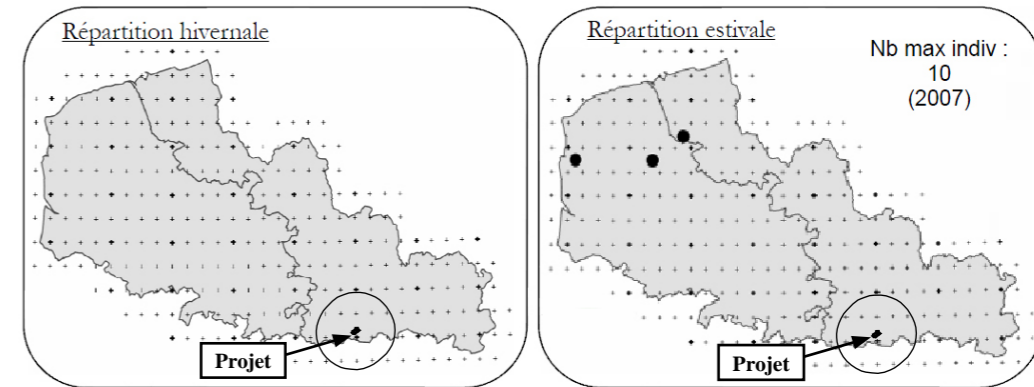 Répartition hivernale
Projet
Répartition estivale
Nb max indiv :
10
(2007)
Projet